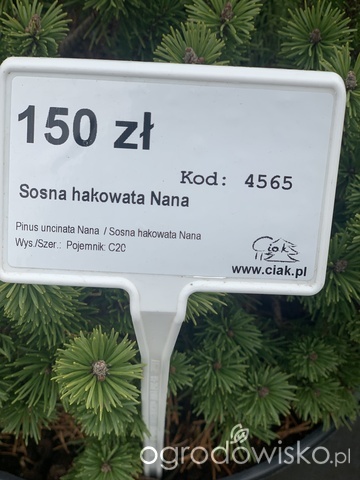 150 zł
Kod: 4565
Sosna hakowata Nana
Pinus uncinata Nana / Sosna hakowata Nana
Wys./Szer.: Pojemnik: C20
Ciak
www.ciak.pl
ogrodowisko.pl